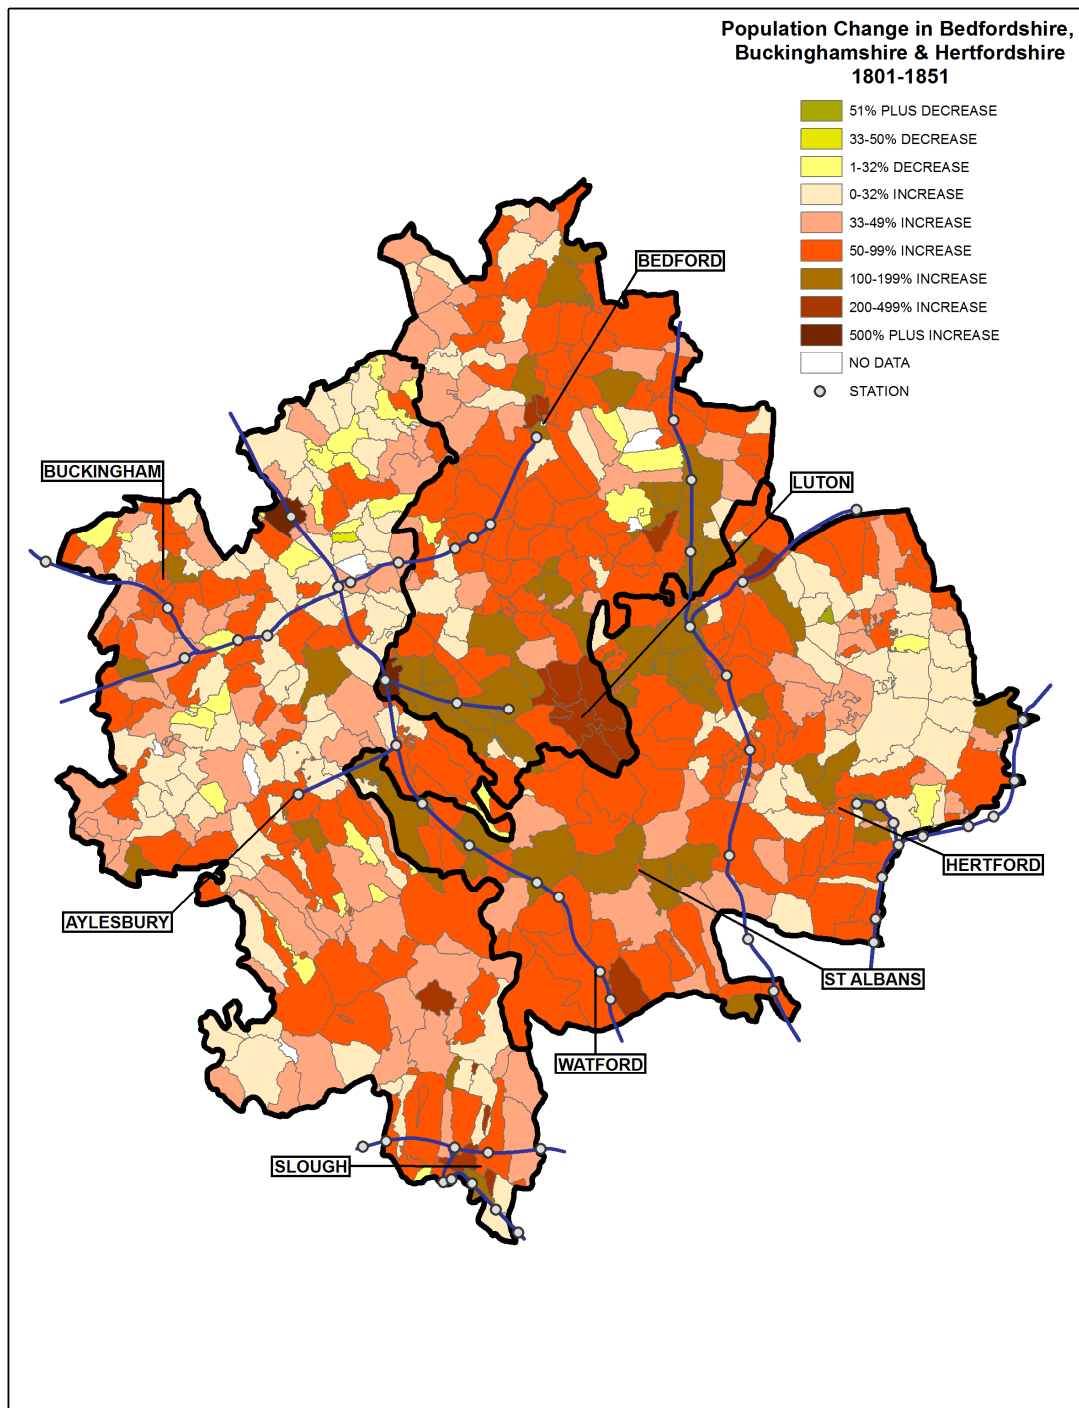 Population Change in Bedfordshire,
Buckinghamshire & Hertfordshire
1801-1851
51% PLUS DECREASE
33-50% DECREASE
1-32% DECREASE
0-32% INCREASE
33-49% INCREASE
50-99% INCREASE
100-199% INCREASE
200-499% INCREASE
500% PLUS INCREASE
NO DATA
STATION
BEDFORD
BUCKINGHAM
LUTON
HERTFORD
AYLESBURY
ST ALBANS
WATFORD
SLOUGH